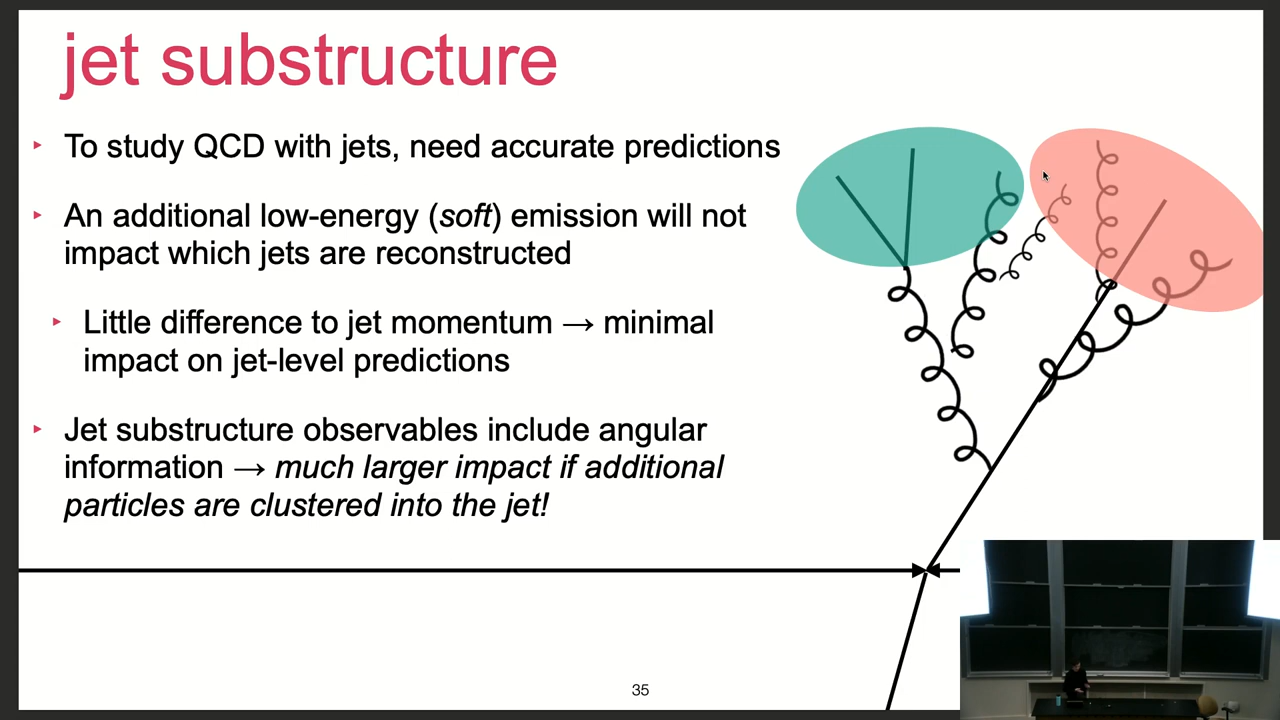 jet substructure
‣ To study QCD with jets, need accurate predictions
‣ An additional low-energy (soft) emission will not
impact which jets are reconstructed
‣ Little difference to jet momentum → minimal
impact on jet-level predictions
‣ Jet substructure observables include angular
information → much larger impact if additional
particles are clustered into the jet!
35